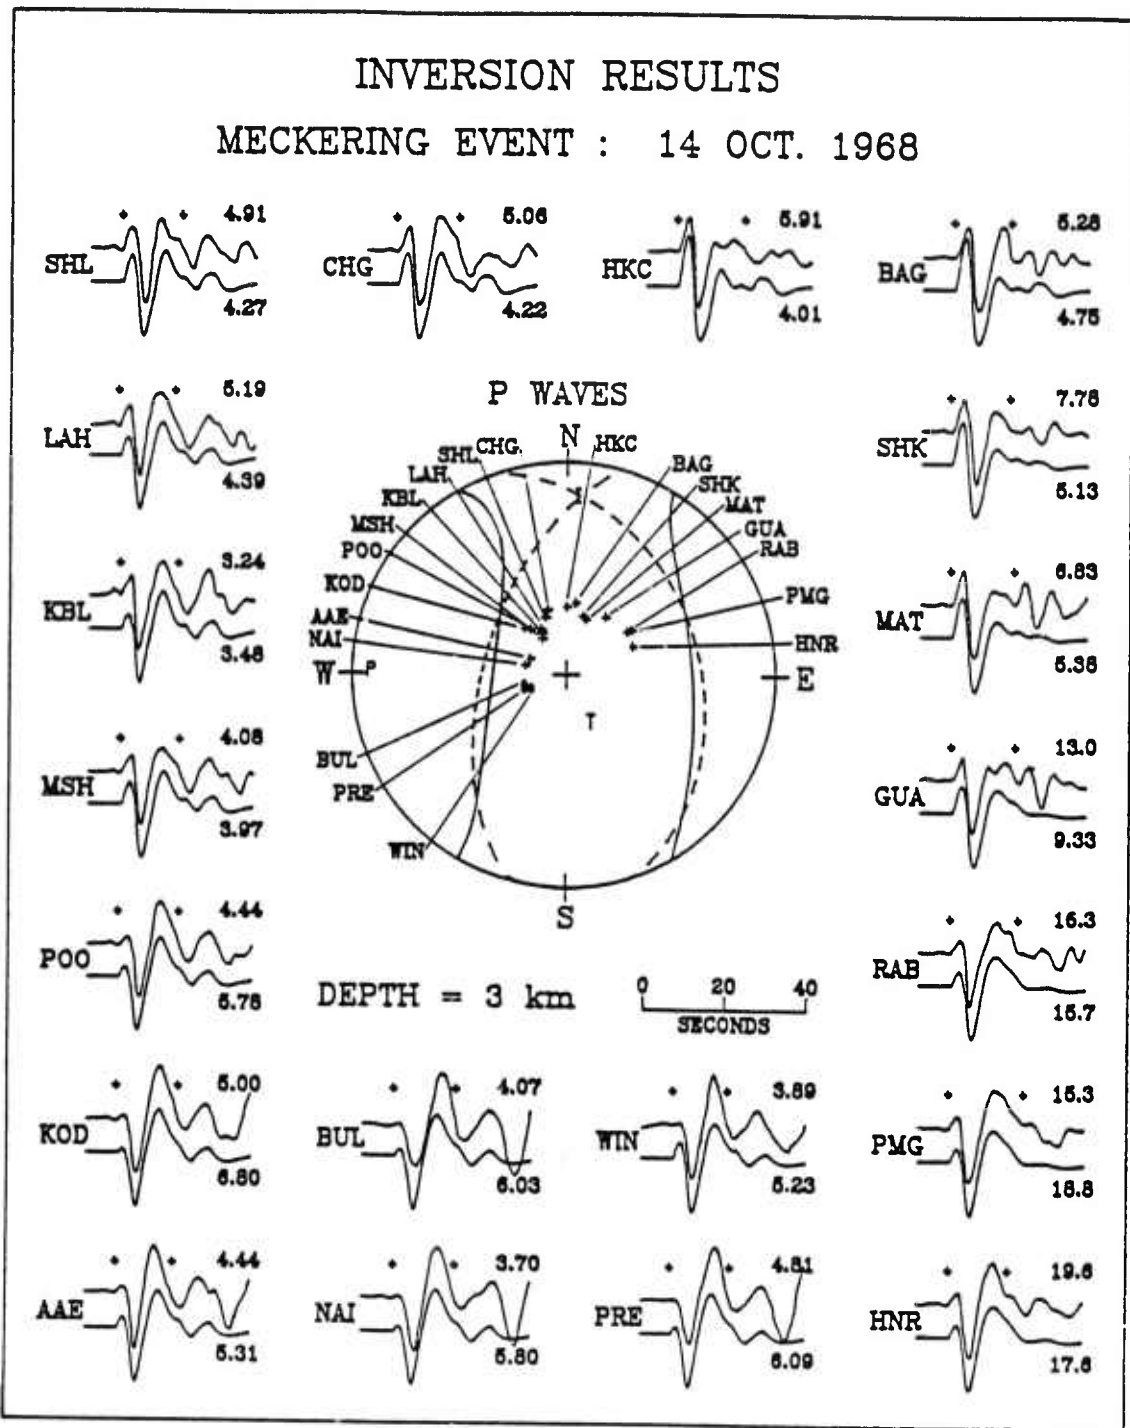 INVERSION RESULTS
MECKERING EVENT : 14 OCT. 1968
SHL 4.91 4.27
CHG 5.06 4.22
HKC 5.91 4.01
BAG 5.28 4.75
LAH 5.19 4.39
P WAVES
SHK 7.78 5.13
N
CHG
HKC
SHL
LAH
KBL
MSH
POO
KOD
AAE
NAI
W
P
BUL
PRE
WIN
BAG
SHK
MAT
GUA
RAB
PMG
HNR
E
T
S
KBL 3.24 3.48
MAT 6.83 5.38
MSH 4.08 3.97
GUA 13.0 9.33
POO 4.44 5.78
DEPTH = 3 km
0 20 40
SECONDS
RAB 16.3 15.7
KOD 5.00 6.80
BUL 4.07 6.03
WIN 3.89 5.23
PMG 15.3 18.8
AAE 4.44 5.31
NAI 3.70 5.80
PRE 4.81 6.09
HNR 19.6 17.6